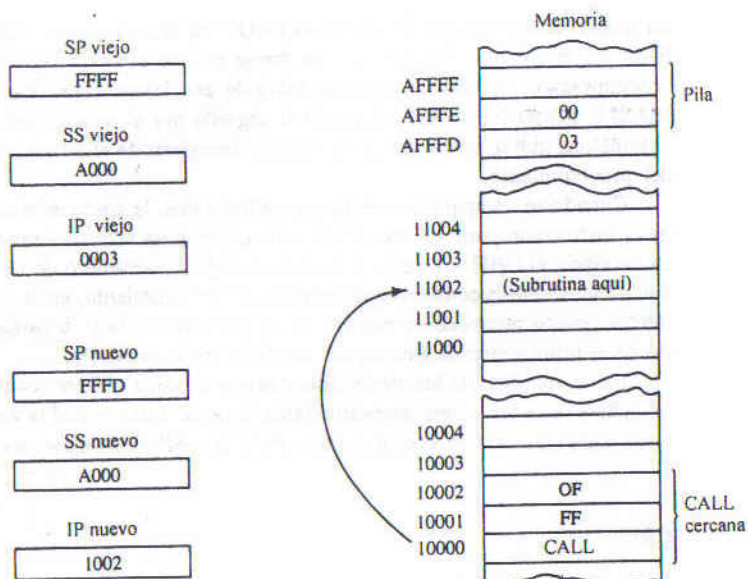 SP viejo
FFFF
SS viejo
A000
IP viejo
0003
SP nuevo
FFFD
SS nuevo
A000
IP nuevo
1002
Memoria
AFFFF
AFFFE 00
AFFFD 03
Pila
11004
11003
11002 (Subrutina aquí)
11001
11000
10004
10003
10002 OF
10001 FF
10000 CALL
CALL
cercana